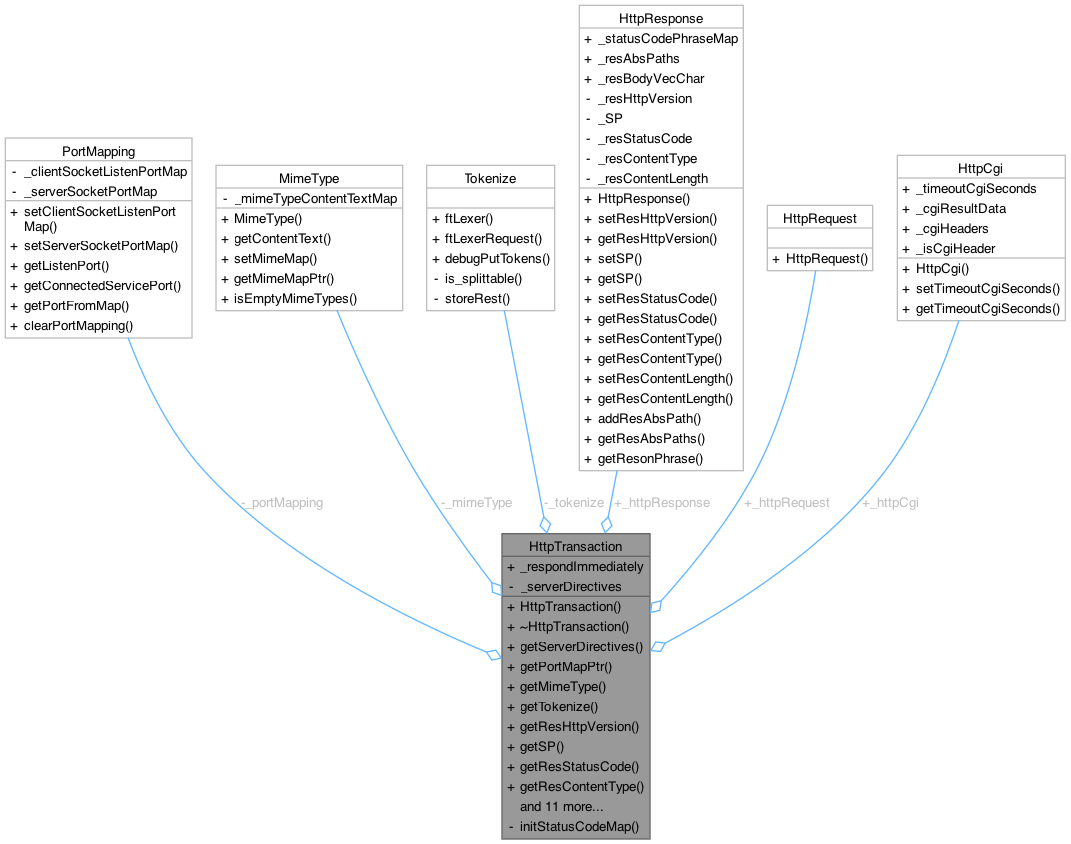 PortMapping
- _clientSocketListenPortMap
- _serverSocketPortMap
+ setClientSocketListenPort
Map()
+ setServerSocketPortMap()
+ getListenPort()
+ getConnectedServicePort()
+ getPortFromMap()
+ clearPortMapping()
MimeType
- _mimeTypeContentTextMap
+ MimeType()
+ getContentText()
+ setMimeMap()
+ getMimeMapPtr()
+ isEmptyMimeTypes()
Tokenize
+ ftLexer()
+ ftLexerRequest()
+ debugPutTokens()
- is_splittable()
- storeRest()
HttpResponse
+ _statusCodePhraseMap
+ _resAbsPaths
+ _resBodyVecChar
- _resHttpVersion
- _SP
- _resStatusCode
- _resContentType
- _resContentLength
+ HttpResponse()
+ setResHttpVersion()
+ getResHttpVersion()
+ setSP()
+ getSP()
+ setResStatusCode()
+ getResStatusCode()
+ setResContentType()
+ getResContentType()
+ setResContentLength()
+ getResContentLength()
+ addResAbsPath()
+ getResAbsPaths()
+ getResonPhrase()
HttpRequest
+ HttpRequest()
HttpCgi
+ _timeoutCgiSeconds
+ _cgiResultData
+ _cgiHeaders
+ _isCgiHeader
+ HttpCgi()
+ setTimeoutCgiSeconds()
+ getTimeoutCgiSeconds()
-_portMapping
-_mimeType
-_tokenize
+_httpResponse
+_httpRequest
+_httpCgi
HttpTransaction
+ _respondImmediately
- _serverDirectives
+ HttpTransaction()
+ ~HttpTransaction()
+ getServerDirectives()
+ getPortMapPtr()
+ getMimeType()
+ getTokenize()
+ getResHttpVersion()
+ getSP()
+ getResStatusCode()
+ getResContentType()
and 11 more...
- initStatusCodeMap()